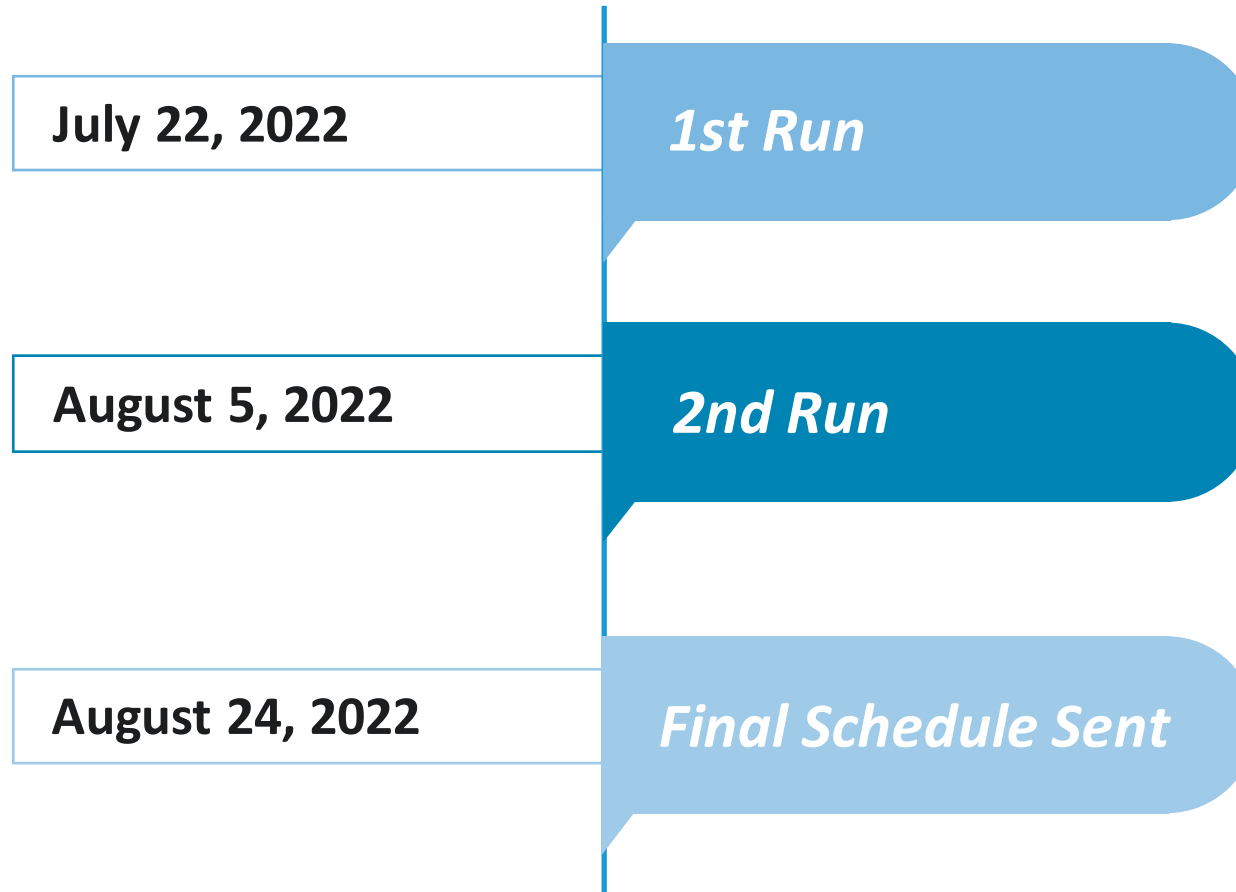 July 22, 2022
1st Run
August 5, 2022
2nd Run
August 24, 2022
Final Schedule Sent